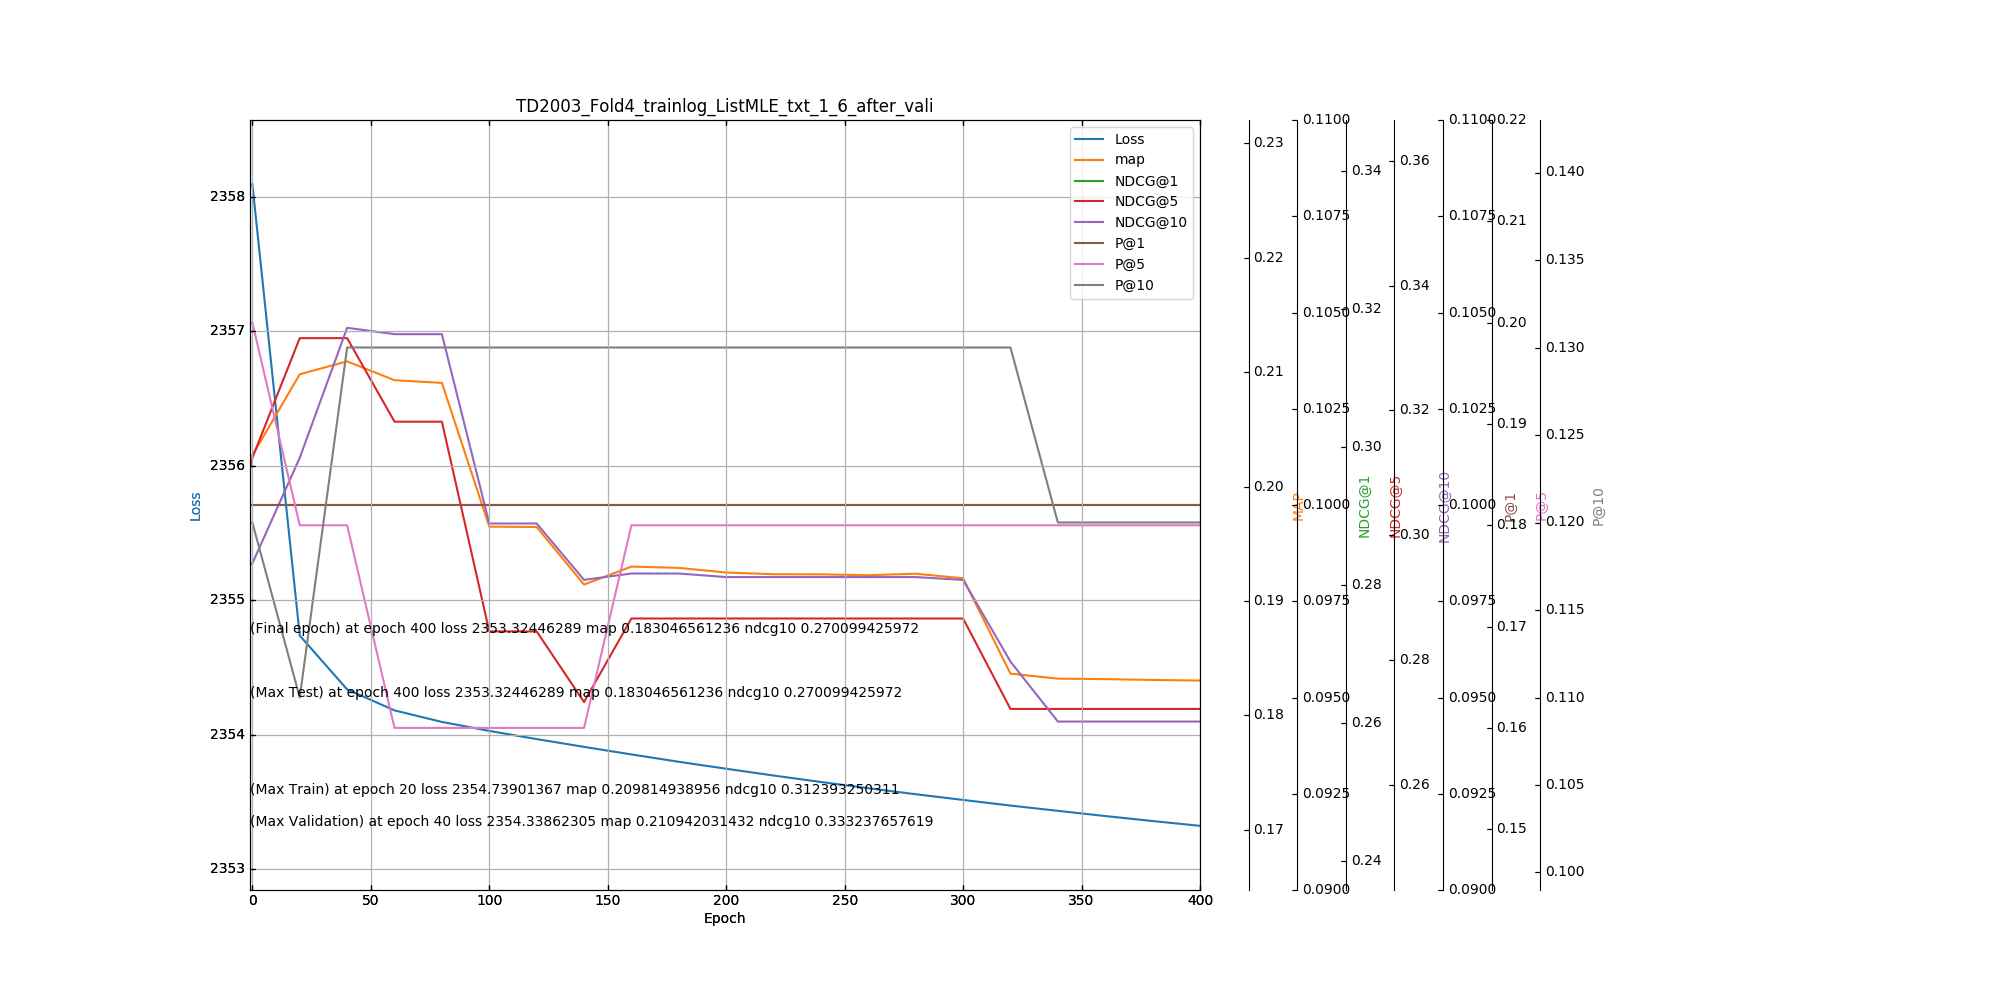 TD2003_Fold4_trainlog_ListMLE_txt_1_6_after_vali
Loss
map
NDCG@1
NDCG@5
NDCG@10
P@1
P@5
P@10
2358
2357
2356
2355
2354
2353
Loss
(Final epoch) at epoch 400 loss 2353.32446289 map 0.183046561236 ndcg10 0.270099425972
(Max Test) at epoch 400 loss 2353.32446289 map 0.183046561236 ndcg10 0.270099425972
(Max Train) at epoch 20 loss 2354.73901367 map 0.209814938956 ndcg10 0.312393250311
(Max Validation) at epoch 40 loss 2354.33862305 map 0.210942031432 ndcg10 0.333237657619
0 50 100 150 200 250 300 350 400
Epoch
0.23
0.22
0.21
0.20
0.19
0.18
0.17
MAP
0.1100
0.1075
0.1050
0.1025
0.1000
0.0975
0.0950
0.0925
0.0900
NDCG@1
0.34
0.32
0.30
0.28
0.26
0.24
NDCG@5
0.36
0.34
0.32
0.30
0.28
0.26
NDCG@10
0.1100
0.1075
0.1050
0.1025
0.1000
0.0975
0.0950
0.0925
0.0900
P@1
0.22
0.21
0.20
0.19
0.18
0.17
0.16
0.15
P@5
0.140
0.135
0.130
0.125
0.120
0.115
0.110
0.105
0.100
P@10